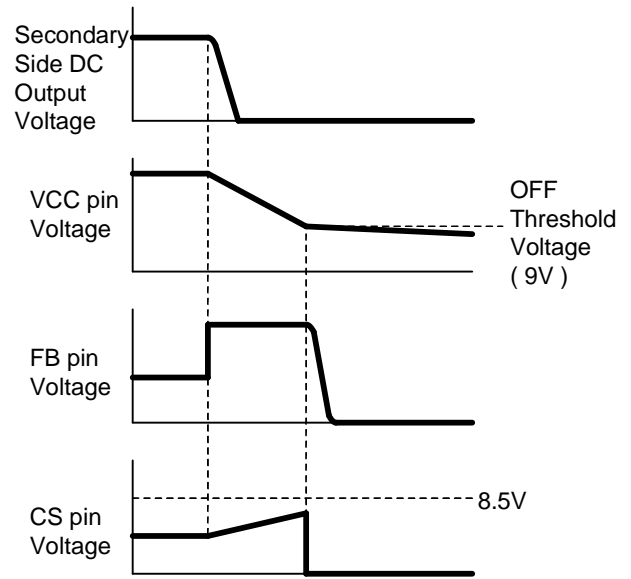 Secondary
Side DC
Output
Voltage
VCC pin
Voltage
OFF
Threshold
Voltage
( 9V )
FB pin
Voltage
8.5V
CS pin
Voltage